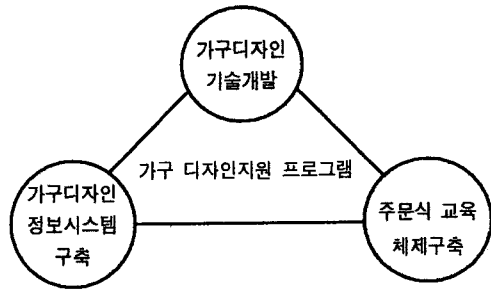 가구디자인
기술개발
가구 디자인지원 프로그램
가구디자인
정보시스템
구축
주문식 교육
체제구축